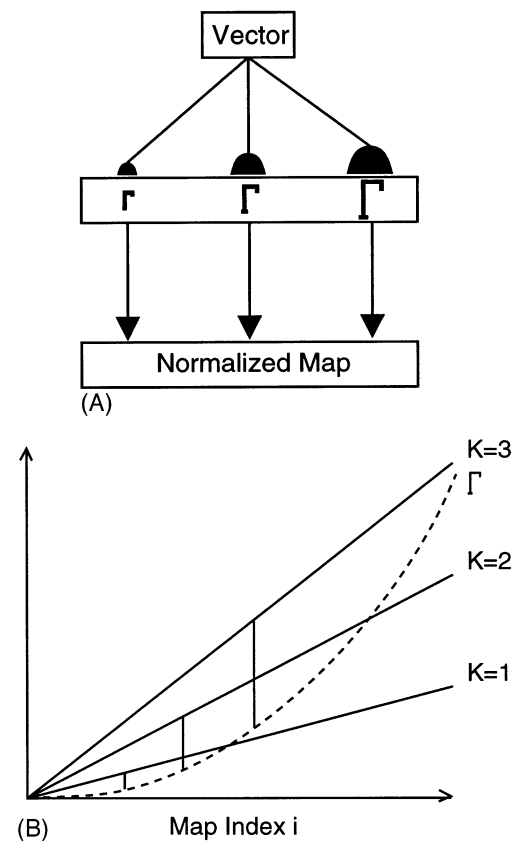 Vector
Γ Γ Γ
Normalized Map
(A)
K=3
Γ
K=2
K=1
(B) Map Index i